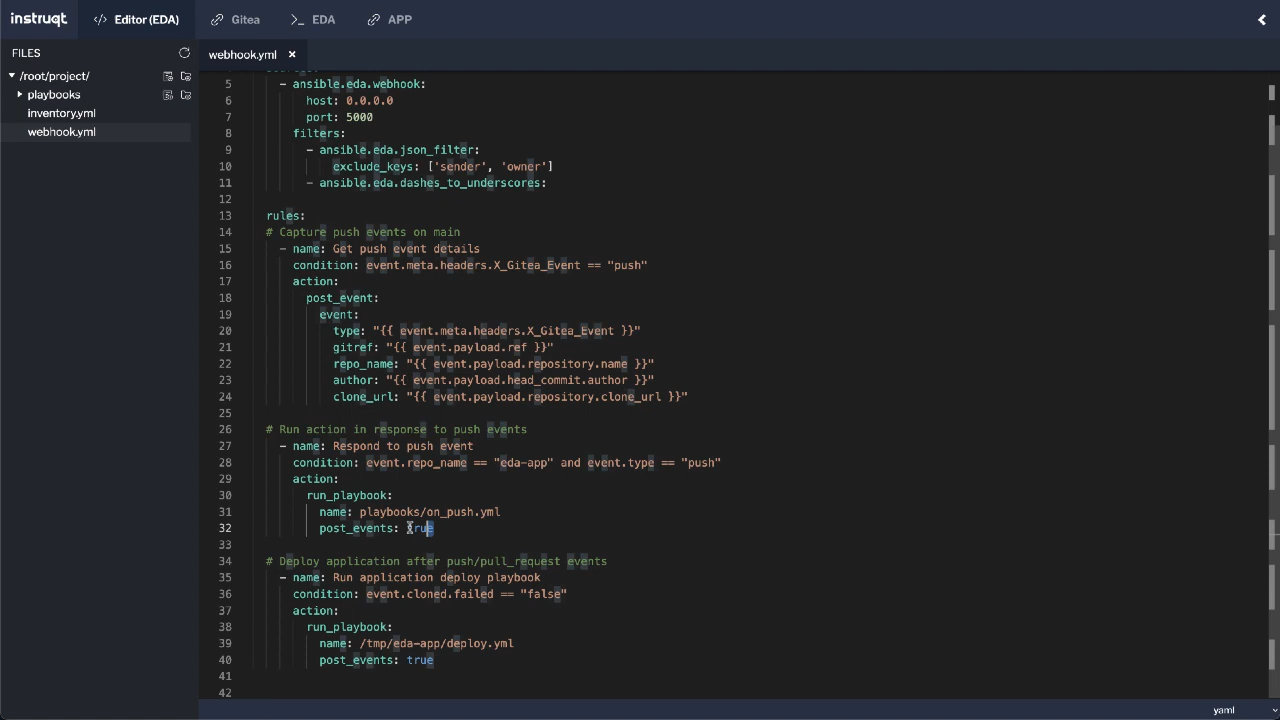 instruqt
</> Editor (EDA)
Gitea
EDA
APP
FILES
webhook.yml
/root/project/
playbooks
inventory.yml
webhook.yml
5 - ansible.eda.webhook:
6 host: 0.0.0.0
7 port: 5000
8 filters:
9 - ansible.eda.json_filter:
10 exclude_keys: ['sender', 'owner']
11 - ansible.eda.dashes_to_underscores:
12
13 rules:
14 # Capture push events on main
15 - name: Get push event details
16 condition: event.meta.headers.X_Gitea_Event == "push"
17 action:
18 post_event:
19 event:
20 type: "{{ event.meta.headers.X_Gitea_Event }}"
21 gitref: "{{ event.payload.ref }}"
22 repo_name: "{{ event.payload.repository.name }}"
23 author: "{{ event.payload.head_commit.author }}"
24 clone_url: "{{ event.payload.repository.clone_url }}"
25
26 # Run action in response to push events
27 - name: Respond to push event
28 condition: event.repo_name == "eda-app" and event.type == "push"
29 action:
30 run_playbook:
31 name: playbooks/on_push.yml
32 post_events: true
33
34 # Deploy application after push/pull_request events
35 - name: Run application deploy playbook
36 condition: event.cloned.failed == "false"
37 action:
38 run_playbook:
39 name: /tmp/eda-app/deploy.yml
40 post_events: true
41
42
yaml